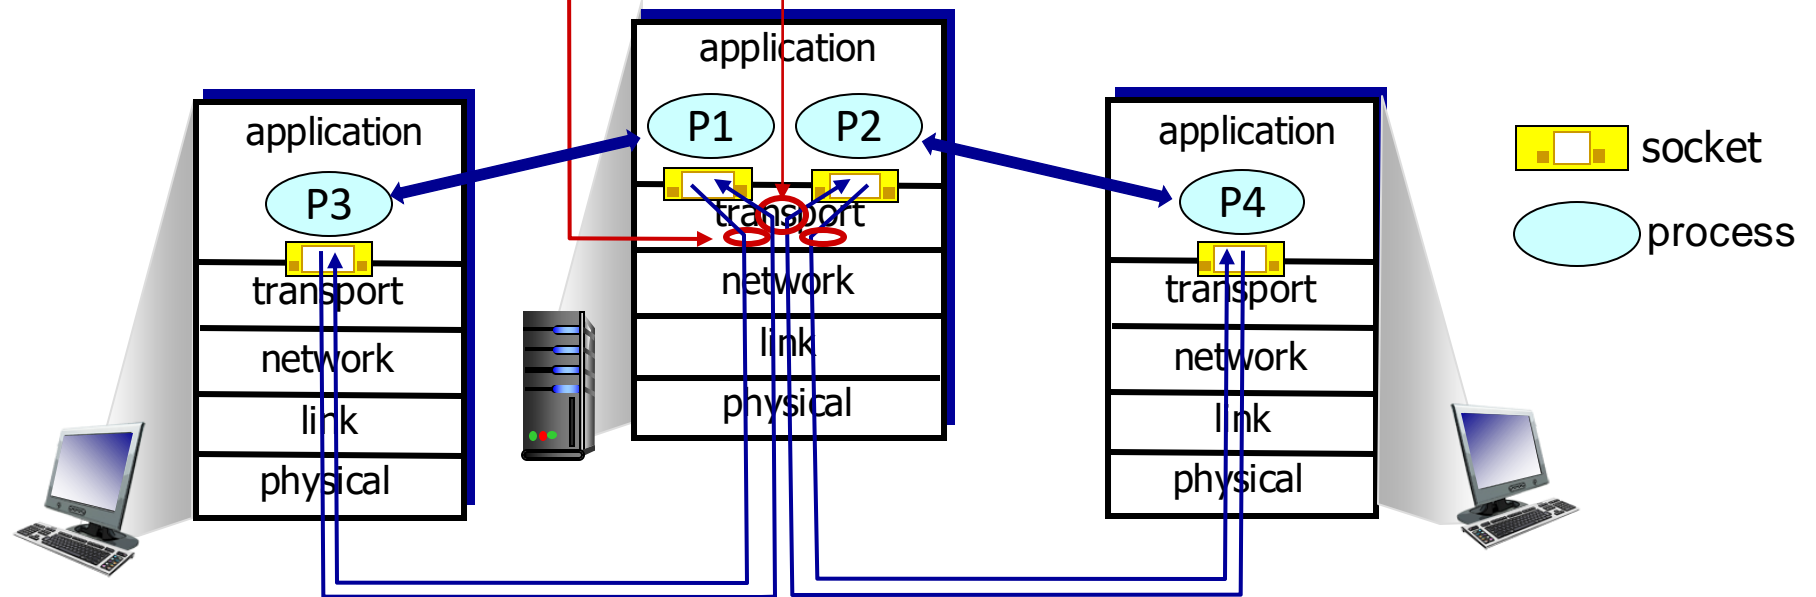 application
P1
P2
transport
network
link
physical
application
P3
transport
network
link
physical
application
P4
transport
network
link
physical
socket
process